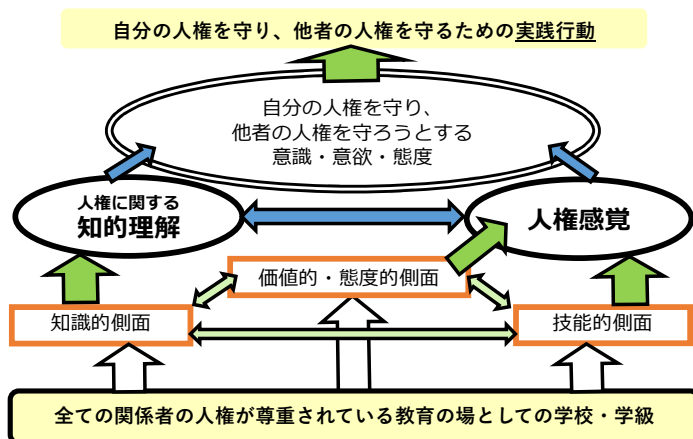 自分の人権を守り、他者の人権を守るための実践行動
自分の人権を守り、
他者の人権を守ろうとする
意識・意欲・態度
人権に関する
知的理解
人権感覚
価値的・態度的側面
知識的側面
技能的側面
全ての関係者の人権が尊重されている教育の場としての学校・学級